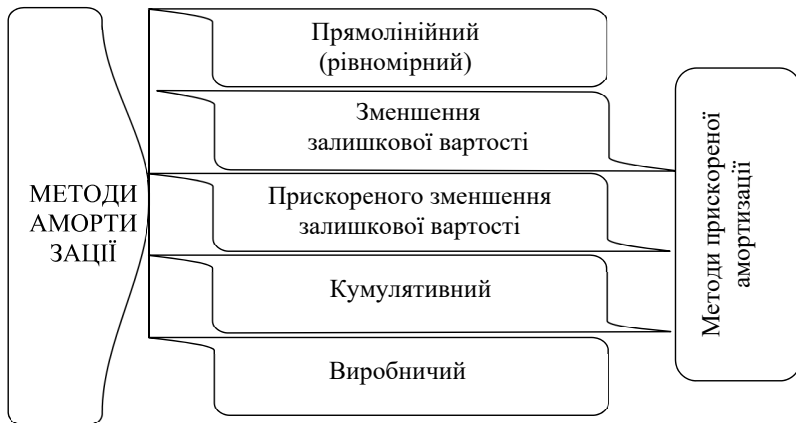 МЕТОДИ
АМОРТИ
ЗАЦІЇ
Прямолінійний
(рівномірний)
Зменшення
залишкової вартості
Прискореного зменшення
залишкової вартості
Кумулятивний
Виробничий
Методи прискореної
амортизації